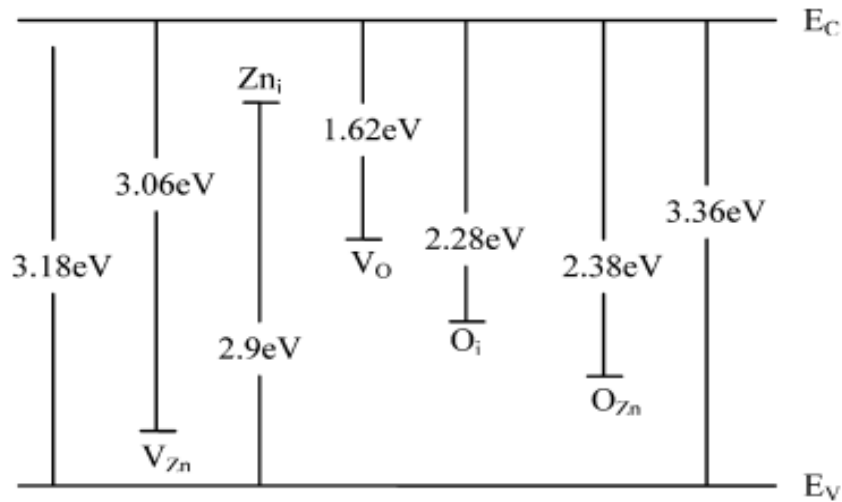 E_C
Zn_i
1.62eV
3.06eV
3.36eV
2.28eV
V_O
3.18eV
2.38eV
O_i
2.9eV
O_Zn
V_Zn
E_V